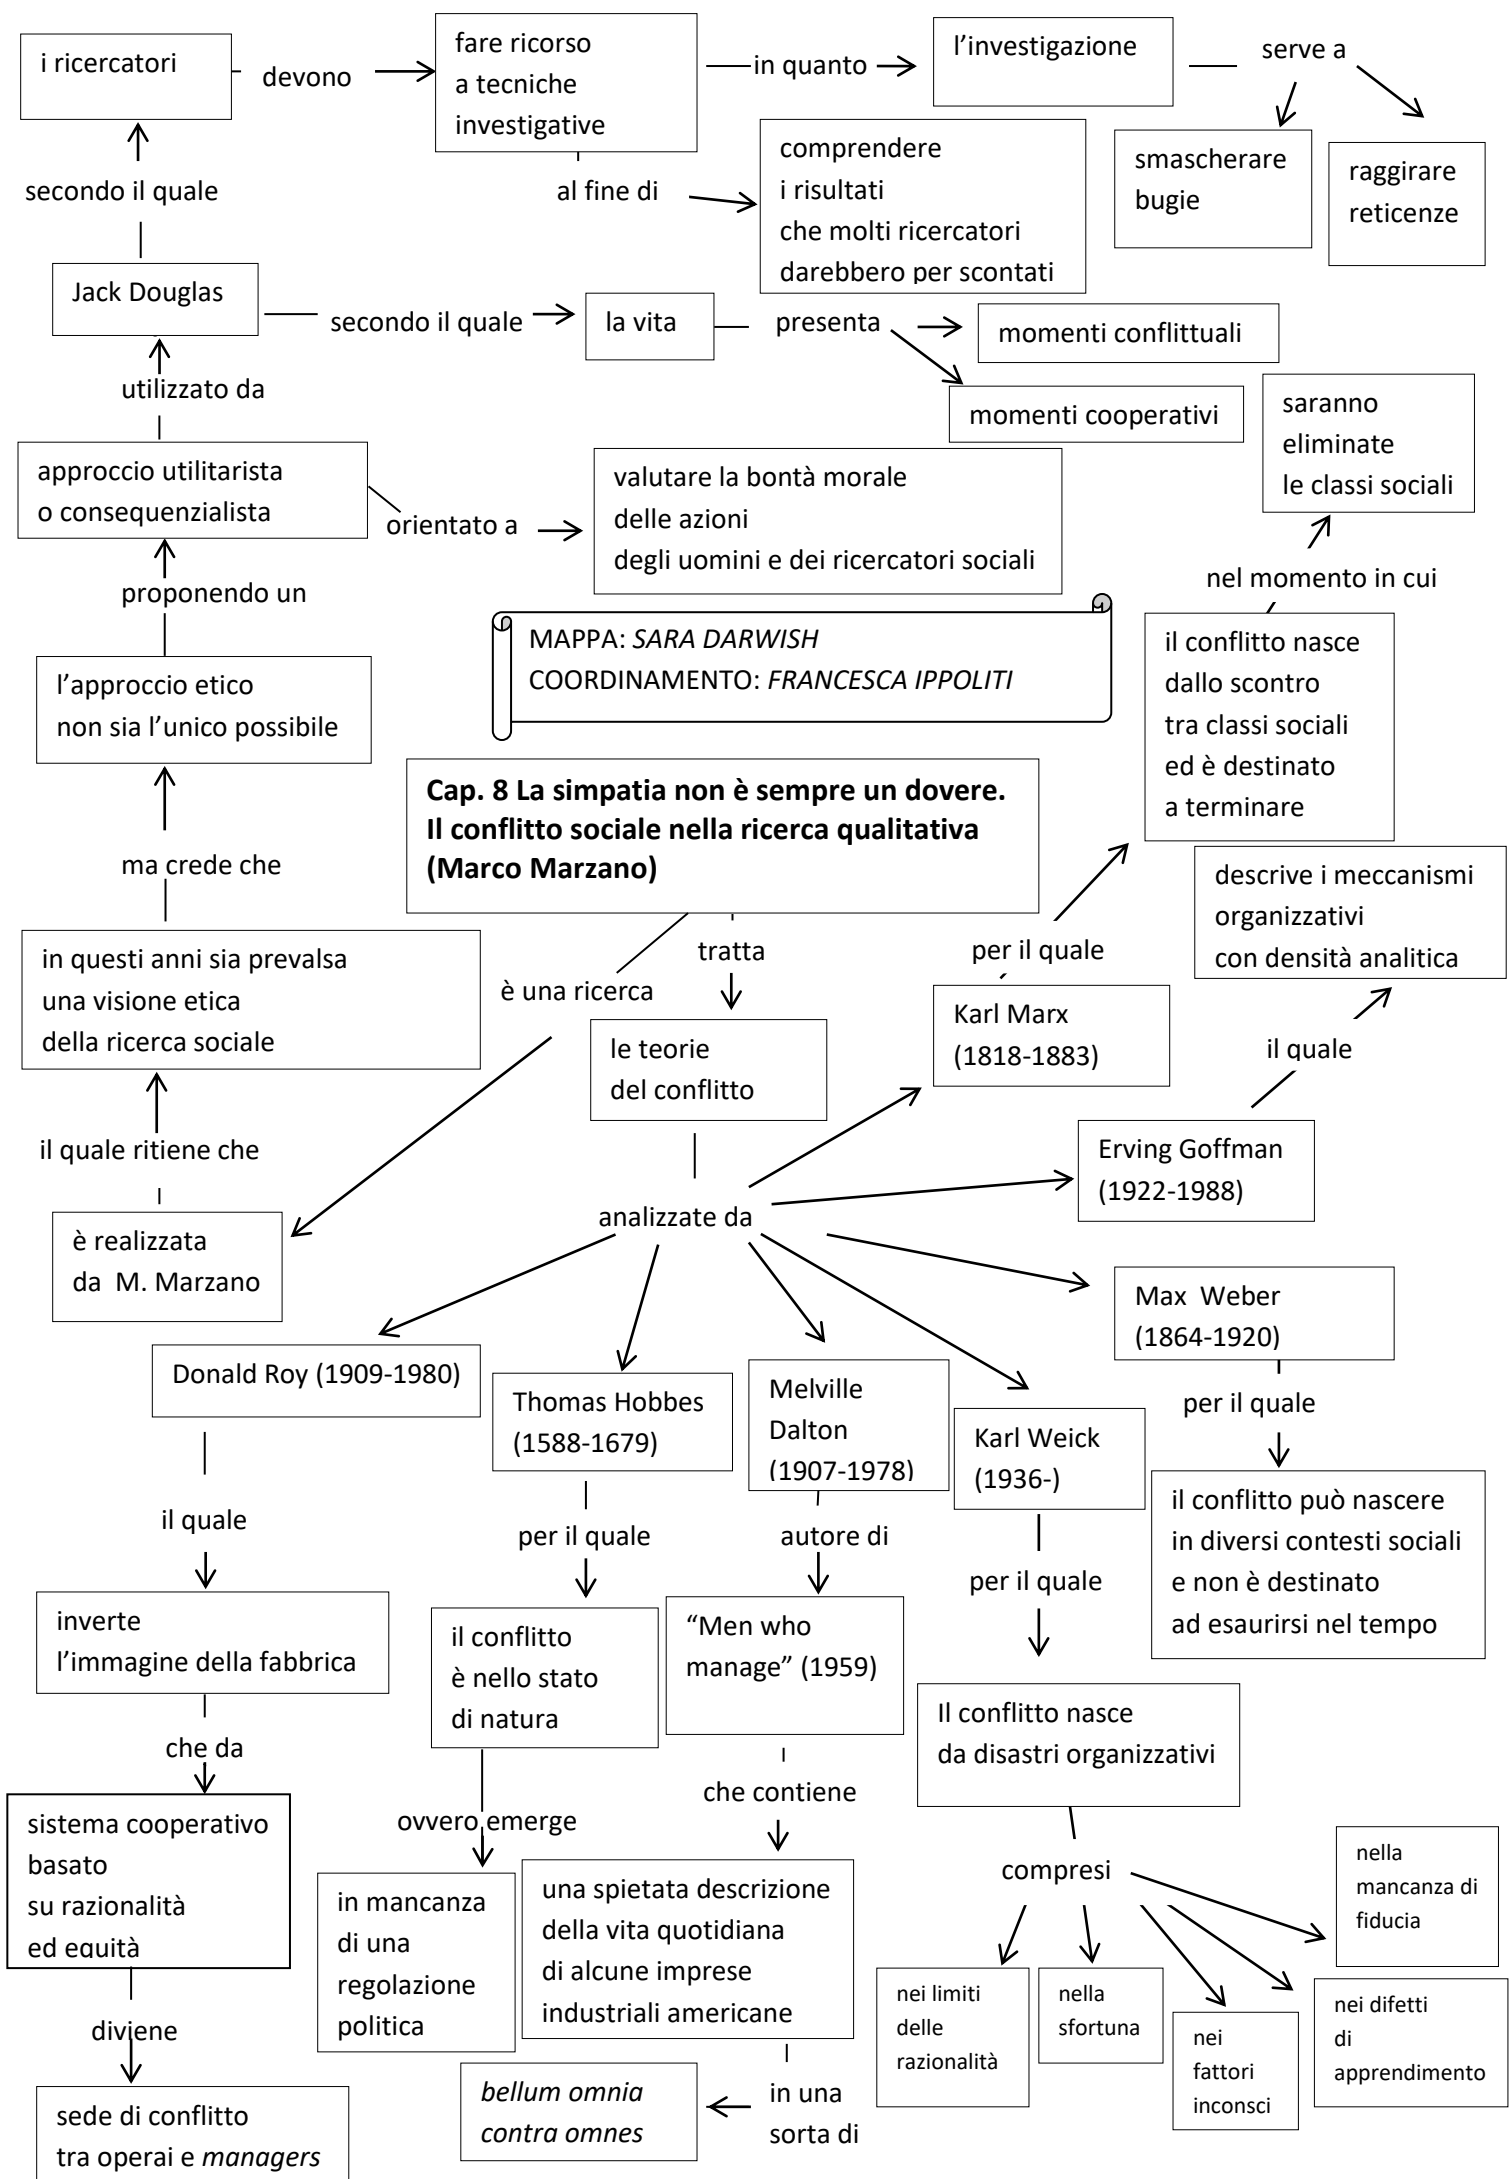 i ricercatori
devono
fare ricorso
a tecniche
investigative
in quanto
l’investigazione
serve a
smascherare
bugie
raggirare
reticenze
al fine di
comprendere
i risultati
che molti ricercatori
darebbero per scontati
secondo il quale
Jack Douglas
secondo il quale
la vita
presenta
momenti conflittuali
momenti cooperativi
utilizzato da
approccio utilitarista
o consequenzialista
orientato a
valutare la bontà morale
delle azioni
degli uomini e dei ricercatori sociali
saranno
eliminate
le classi sociali
nel momento in cui
proponendo un
MAPPA: SARA DARWISH
COORDINAMENTO: FRANCESCA IPPOLITI
il conflitto nasce
dallo scontro
tra classi sociali
ed è destinato
a terminare
l’approccio etico
non sia l’unico possibile
Cap. 8 La simpatia non è sempre un dovere.
Il conflitto sociale nella ricerca qualitativa
(Marco Marzano)
ma crede che
descrive i meccanismi
organizzativi
con densità analitica
in questi anni sia prevalsa
una visione etica
della ricerca sociale
è una ricerca
tratta
per il quale
le teorie
del conflitto
Karl Marx
(1818-1883)
il quale
il quale ritiene che
Erving Goffman
(1922-1988)
analizzate da
è realizzata
da M. Marzano
Max Weber
(1864-1920)
Donald Roy (1909-1980)
Thomas Hobbes
(1588-1679)
Melville
Dalton
(1907-1978)
Karl Weick
(1936-)
per il quale
il quale
per il quale
autore di
per il quale
il conflitto può nascere
in diversi contesti sociali
e non è destinato
ad esaurirsi nel tempo
inverte
l’immagine della fabbrica
il conflitto
è nello stato
di natura
“Men who
manage” (1959)
Il conflitto nasce
da disastri organizzativi
che da
che contiene
ovvero emerge
sistema cooperativo
basato
su razionalità
ed equità
compresi
nella
mancanza di
fiducia
in mancanza
di una
regolazione
politica
una spietata descrizione
della vita quotidiana
di alcune imprese
industriali americane
nei limiti
delle
razionalità
nella
sfortuna
nei
fattori
inconsci
nei difetti
di
apprendimento
diviene
bellum omnia
contra omnes
in una
sorta di
sede di conflitto
tra operai e managers